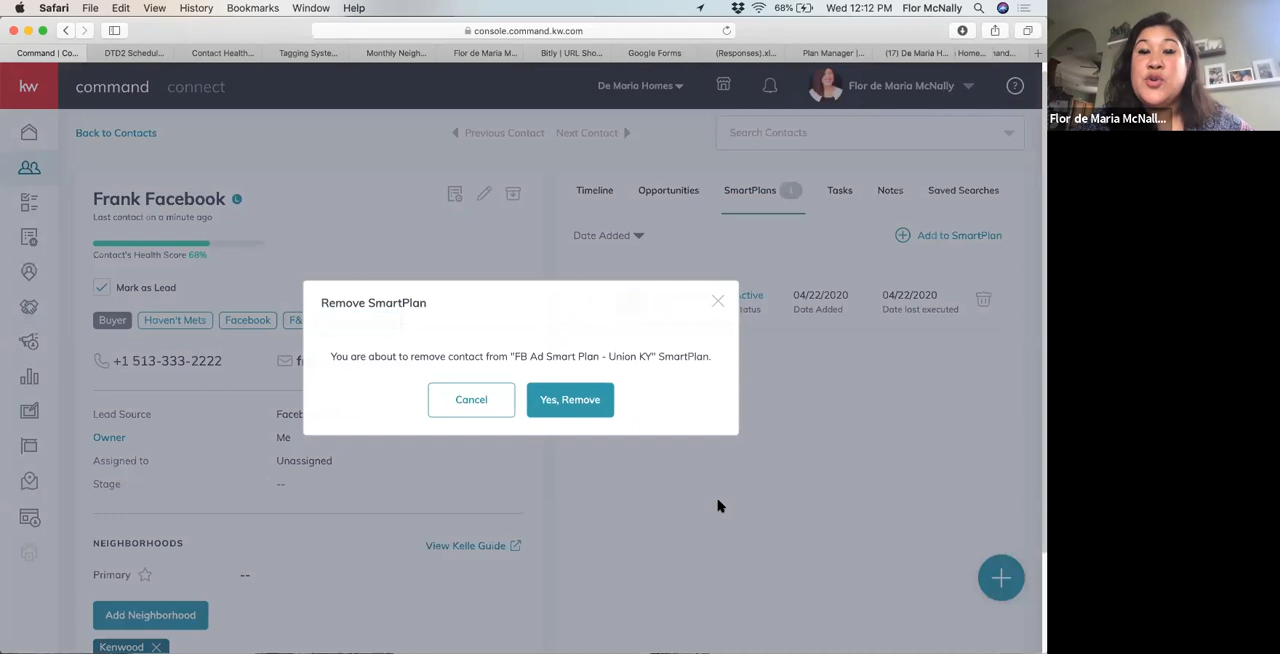 Safari File Edit View History Bookmarks Window Help 68% Wed 12:12 PM Flor McNally
console.command.kw.com
Command | Co... DTD2 Schedul... Contact Health... Tagging Syste... Monthly Neigh... Flor de Maria M... Bitly | URL Sho... Google Forms (Responses).xl... Plan Manager |... (17) De Maria H... Home...
kw command connect De Maria Homes Flor de Maria McNally ?
Back to Contacts Previous Contact Next Contact Search Contacts
Frank Facebook L
Last contact on a minute ago
Contact's Health Score 68%
Mark as Lead
Buyer Haven't Mets Facebook
+1 513-333-2222
Lead Source
Owner Me
Assigned to Unassigned
Stage --
NEIGHBORHOODS View Kelle Guide
Primary --
Add Neighborhood
Kenwood X
Timeline Opportunities SmartPlans 1 Tasks Notes Saved Searches
Date Added Add to SmartPlan
04/22/2020 04/22/2020
Date Added Date last executed
Remove SmartPlan
You are about to remove contact from "FB Ad Smart Plan - Union KY" SmartPlan.
Cancel Yes, Remove
Flor de Maria McNall...